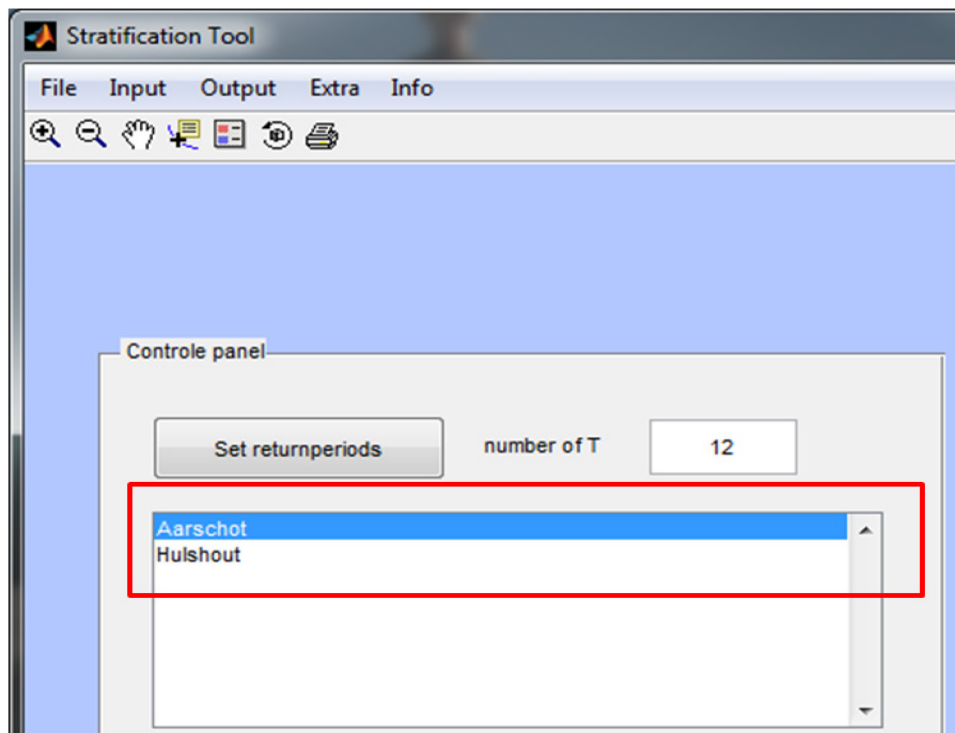 Stratification Tool
File Input Output Extra Info
Controle panel
Set returnperiods number of T 12
Aarschot
Hulshout